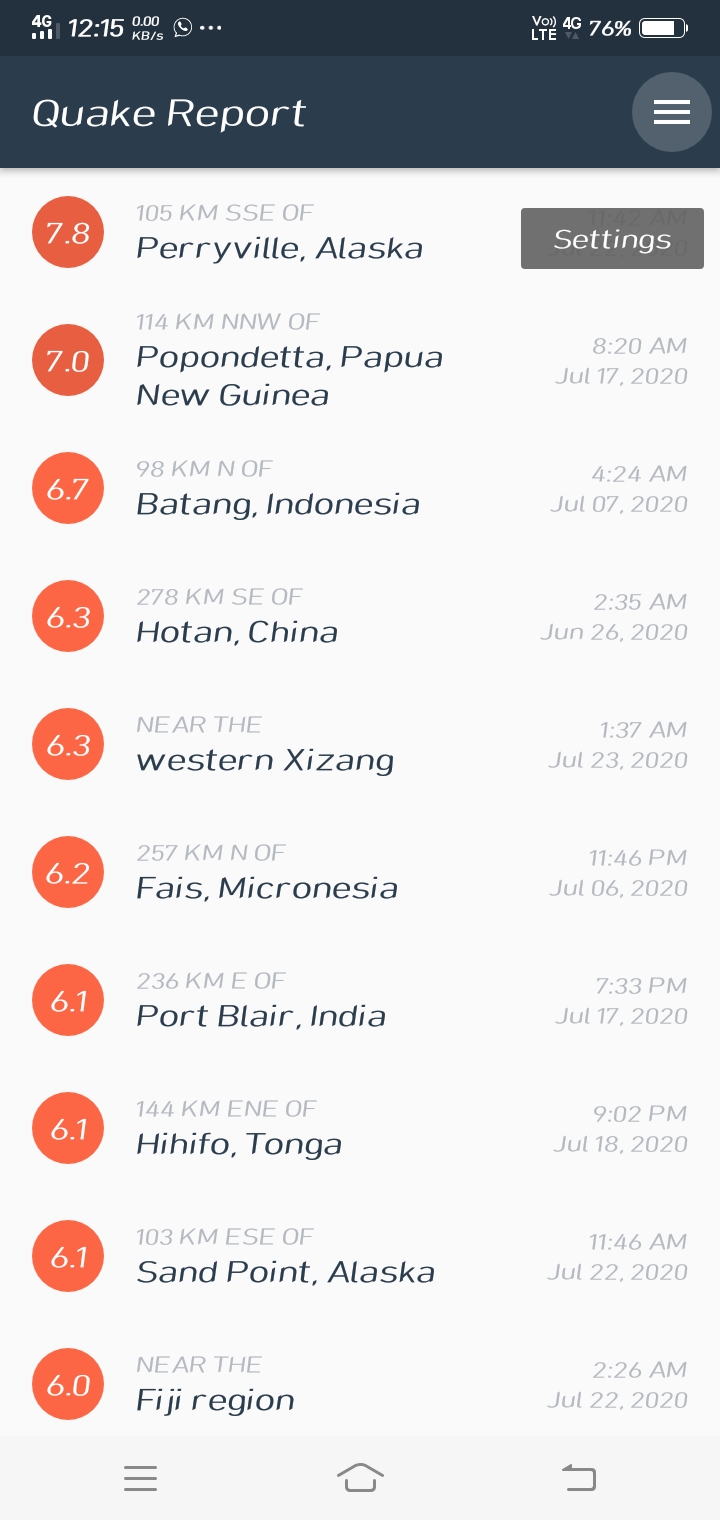 4G 12:15 0.00 KB/s ... Vo)) LTE 4G 76%
Quake Report
7.8
105 KM SSE OF
Perryville, Alaska
11:42 AM
Settings
7.0
114 KM NNW OF
Popondetta, Papua
New Guinea
8:20 AM
Jul 17, 2020
6.7
98 KM N OF
Batang, Indonesia
4:24 AM
Jul 07, 2020
6.3
278 KM SE OF
Hotan, China
2:35 AM
Jun 26, 2020
6.3
NEAR THE
western Xizang
1:37 AM
Jul 23, 2020
6.2
257 KM N OF
Fais, Micronesia
11:46 PM
Jul 06, 2020
6.1
236 KM E OF
Port Blair, India
7:33 PM
Jul 17, 2020
6.1
144 KM ENE OF
Hihifo, Tonga
9:02 PM
Jul 18, 2020
6.1
103 KM ESE OF
Sand Point, Alaska
11:46 AM
Jul 22, 2020
6.0
NEAR THE
Fiji region
2:26 AM
Jul 22, 2020